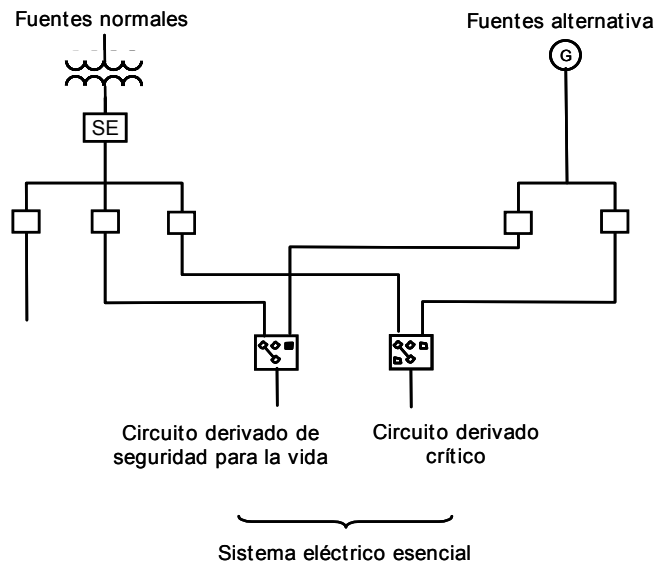 Fuentes normales
Fuentes alternativa
G
SE
Circuito derivado de
seguridad para la vida
Circuito derivado
crítico
Sistema eléctrico esencial